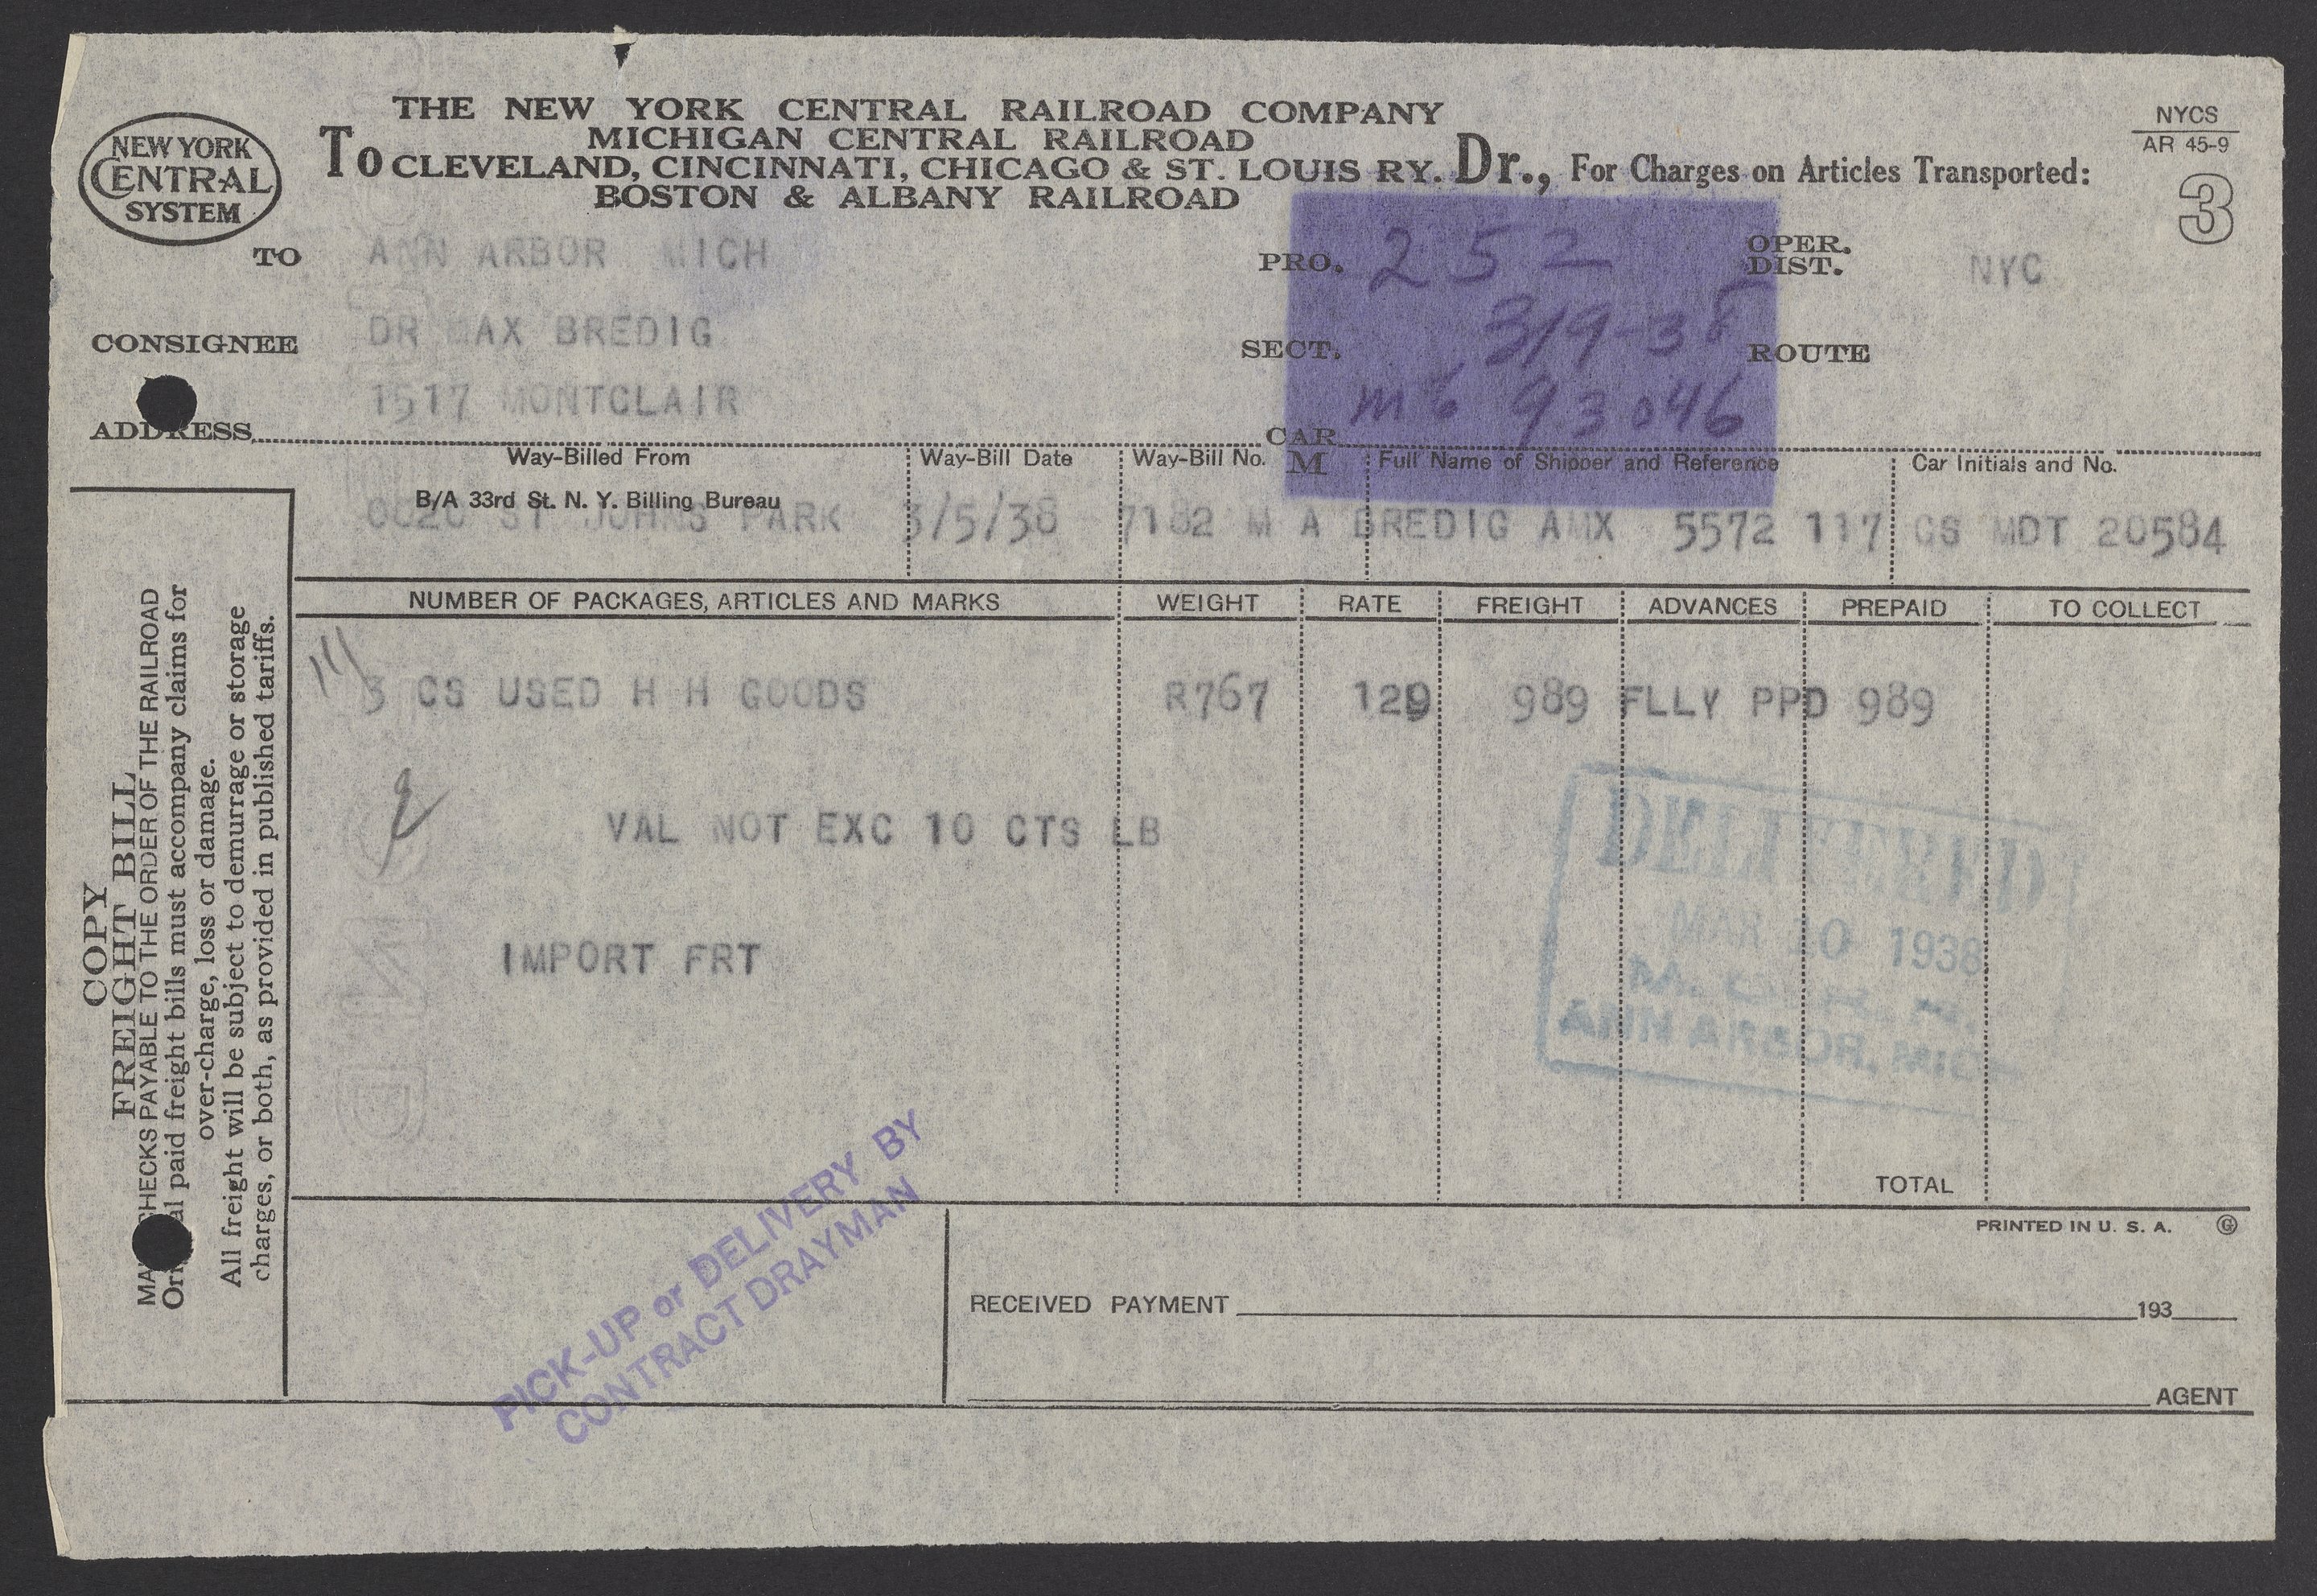 THE NEW YORK CENTRAL RAILROAD COMPANY
MICHIGAN CENTRAL RAILROAD
To CLEVELAND, CINCINNATI, CHICAGO & ST. LOUIS RY. Dr., For Charges on Articles Transported:
BOSTON & ALBANY RAILROAD
NEW YORK
CENTRAL
SYSTEM
NYCS
AR 45-9
3
TO ANN ARBOR MICH
PRO. 252
OPER.
DIST. NYC
CONSIGNEE DR MAX BREDIG
SECT. 3/9-38
ROUTE
1517 MONTCLAIR
ADDRESS
CAR 93046
Way-Billed From
Way-Bill Date
Way-Bill No.
M
Full Name of Shipper and Reference
Car Initials and No.
B/A 33rd St. N. Y. Billing Bureau
ST JOHNS PARK 3/5/38 7182 M A BREDIG AMX 5572 117 CS MDT 20584
NUMBER OF PACKAGES, ARTICLES AND MARKS
WEIGHT
RATE
FREIGHT
ADVANCES
PREPAID
TO COLLECT
3 CS USED H H GOODS R767 129 989 FLLY PPD 989
VAL NOT EXC 10 CTS LB
IMPORT FRT
DELIVERED
MAR 10 1938
ANN ARBOR, MICH
COPY
FREIGHT BILL
CHECKS PAYABLE TO THE ORDER OF THE RAILROAD
paid freight bills must accompany claims for
over-charge, loss or damage.
All freight will be subject to demurrage or storage
charges, or both, as provided in published tariffs.
TOTAL
PRINTED IN U. S. A. G
PICK-UP or DELIVERY BY
CONTRACT DRAYMAN
RECEIVED PAYMENT 193
AGENT